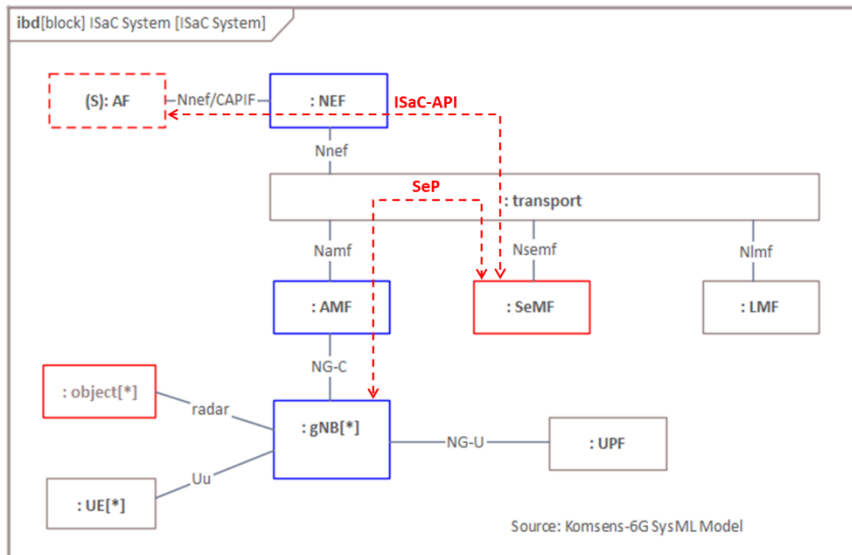 ibd[block] ISaC System [ISaC System]
(S): AF
Nnef/CAPIF
: NEF
ISaC-API
Nnef
SeP
: transport
Namf
Nsemf
Nlmf
: AMF
: SeMF
: LMF
NG-C
: object[*]
radar
: gNB[*]
NG-U
: UPF
Uu
: UE[*]
Source: Komsens-6G SysML Model